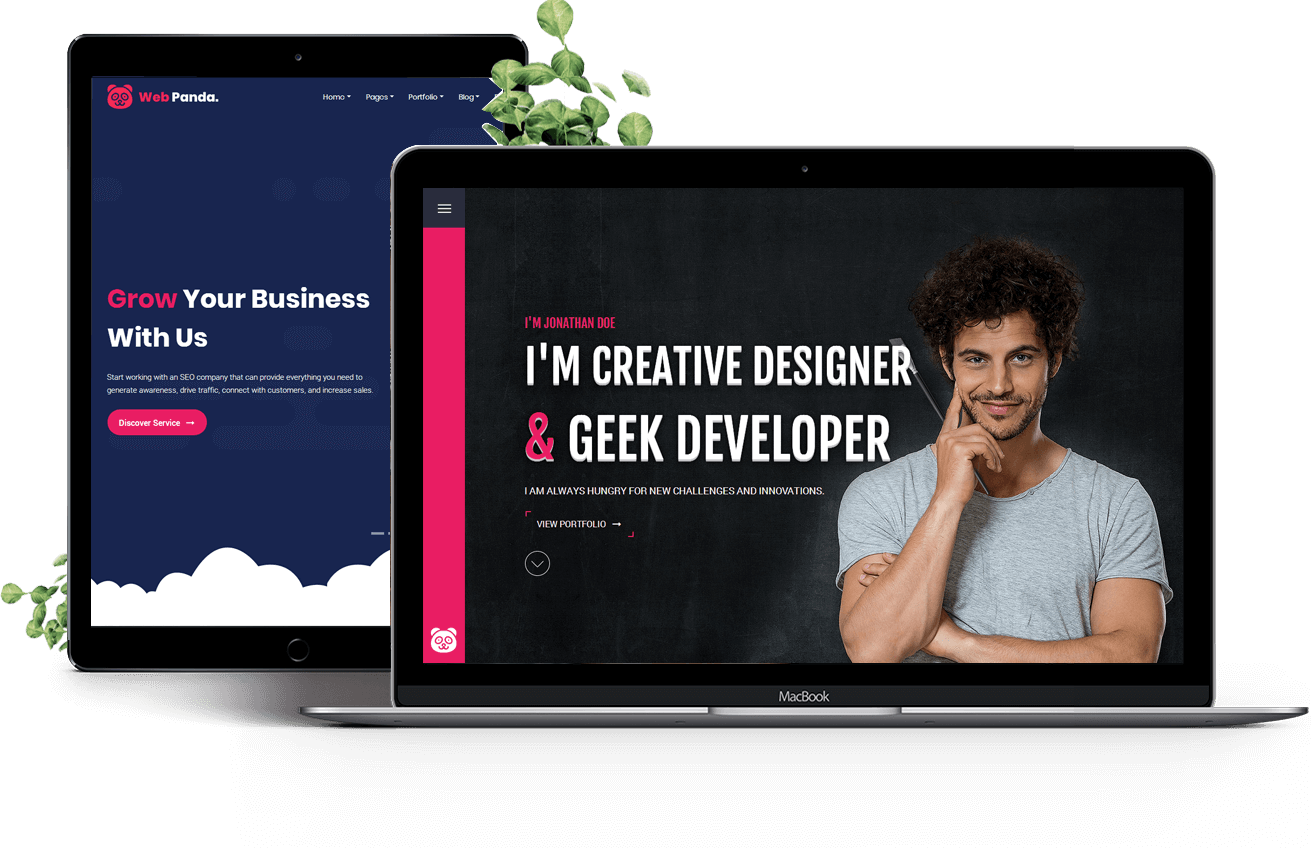 Web Panda.
Home Pages Portfolio Blog
Grow Your Business
With Us
Start working with an SEO company that can provide everything you need to
generate awareness, drive traffic, connect with customers, and increase sales.
Discover Service
I'M JONATHAN DOE
I'M CREATIVE DESIGNER
& GEEK DEVELOPER
I AM ALWAYS HUNGRY FOR NEW CHALLENGES AND INNOVATIONS.
VIEW PORTFOLIO
MacBook